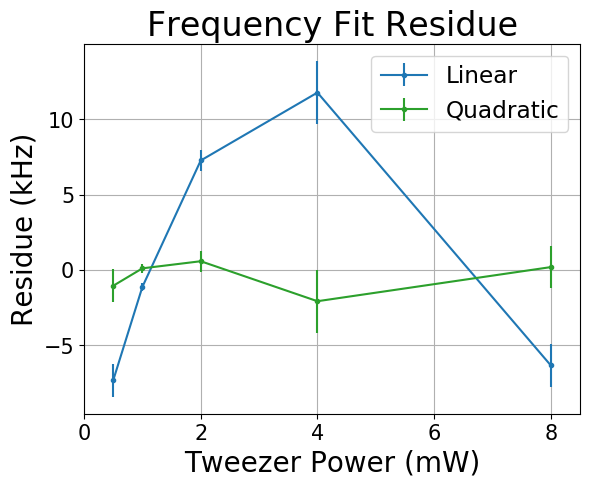 Frequency Fit Residue
Linear
Quadratic
Residue (kHz)
10
5
0
−5
0
2
4
6
8
Tweezer Power (mW)